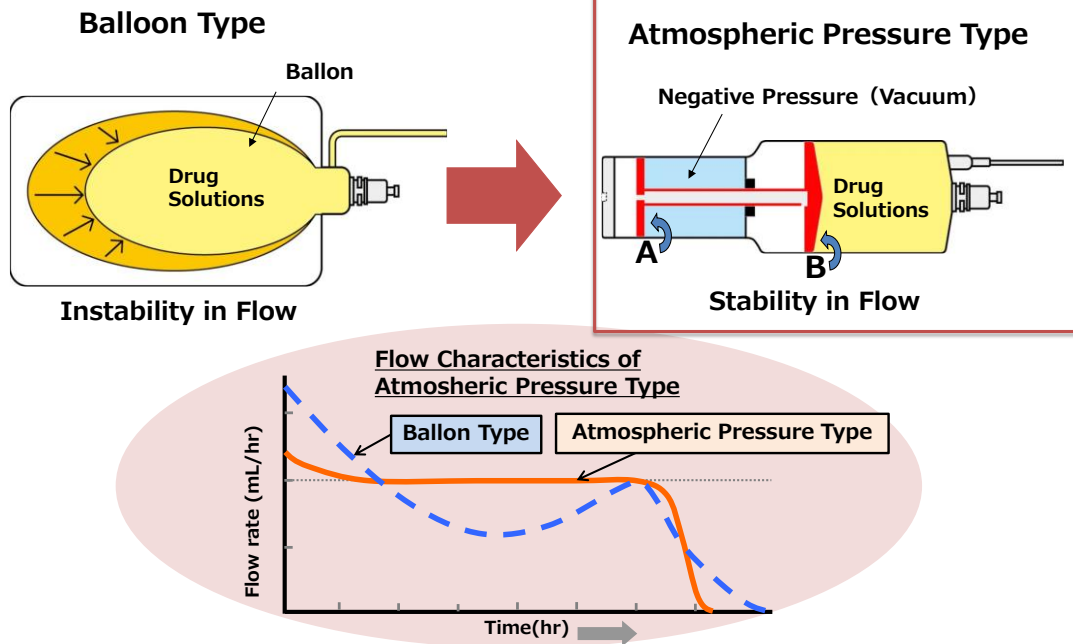 Balloon Type
Ballon
Drug
Solutions
Instability in Flow
Atmospheric Pressure Type
Negative Pressure（Vacuum）
Drug
Solutions
A
B
Stability in Flow
Flow Characteristics of
Atmosheric Pressure Type
Ballon Type
Atmospheric Pressure Type
Flow rate (mL/hr)
Time(hr)